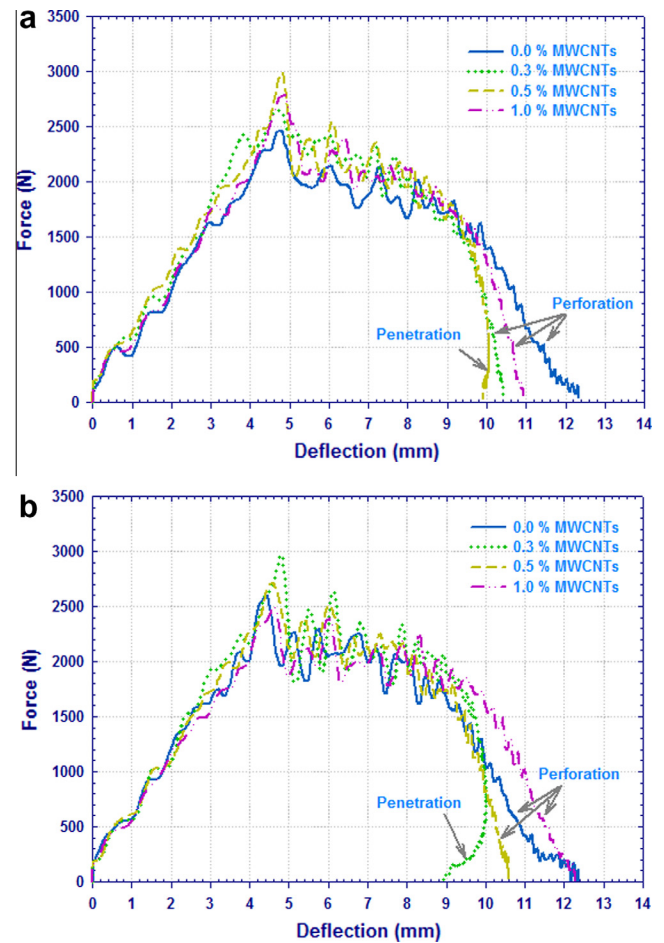 a
3500
3000
2500
2000
1500
1000
500
0
Force (N)
0.0 % MWCNTs
0.3 % MWCNTs
0.5 % MWCNTs
1.0 % MWCNTs
Perforation
Penetration
0 1 2 3 4 5 6 7 8 9 10 11 12 13 14
Deflection (mm)
b
3500
3000
2500
2000
1500
1000
500
0
Force (N)
0.0 % MWCNTs
0.3 % MWCNTs
0.5 % MWCNTs
1.0 % MWCNTs
Perforation
Penetration
0 1 2 3 4 5 6 7 8 9 10 11 12 13 14
Deflection (mm)